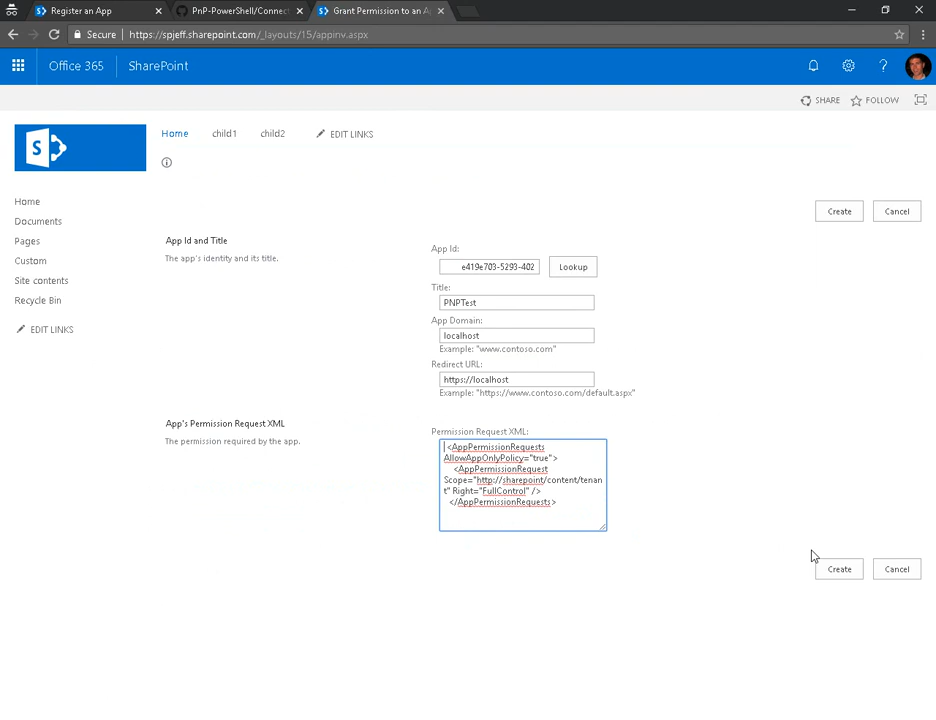 Register an App
PnP-PowerShell/Connect
Grant Permission to an A
Secure
https://spjeff.sharepoint.com/_layouts/15/appinv.aspx
Office 365
SharePoint
SHARE
FOLLOW
S
Home
child1
child2
EDIT LINKS
Home
Documents
Pages
Custom
Site contents
Recycle Bin
EDIT LINKS
Create
Cancel
App Id and Title
The app's identity and its title.
App Id:
e419e703-5293-402
Lookup
Title:
PNPTest
App Domain:
localhost
Example: "www.contoso.com"
Redirect URL:
https://localhost
Example: "https://www.contoso.com/default.aspx"
App's Permission Request XML
The permission required by the app.
Permission Request XML:
<AppPermissionRequests
AllowAppOnlyPolicy="true">
<AppPermissionRequest
Scope="http://sharepoint/content/tenan
t" Right="FullControl" />
</AppPermissionRequests>
Create
Cancel